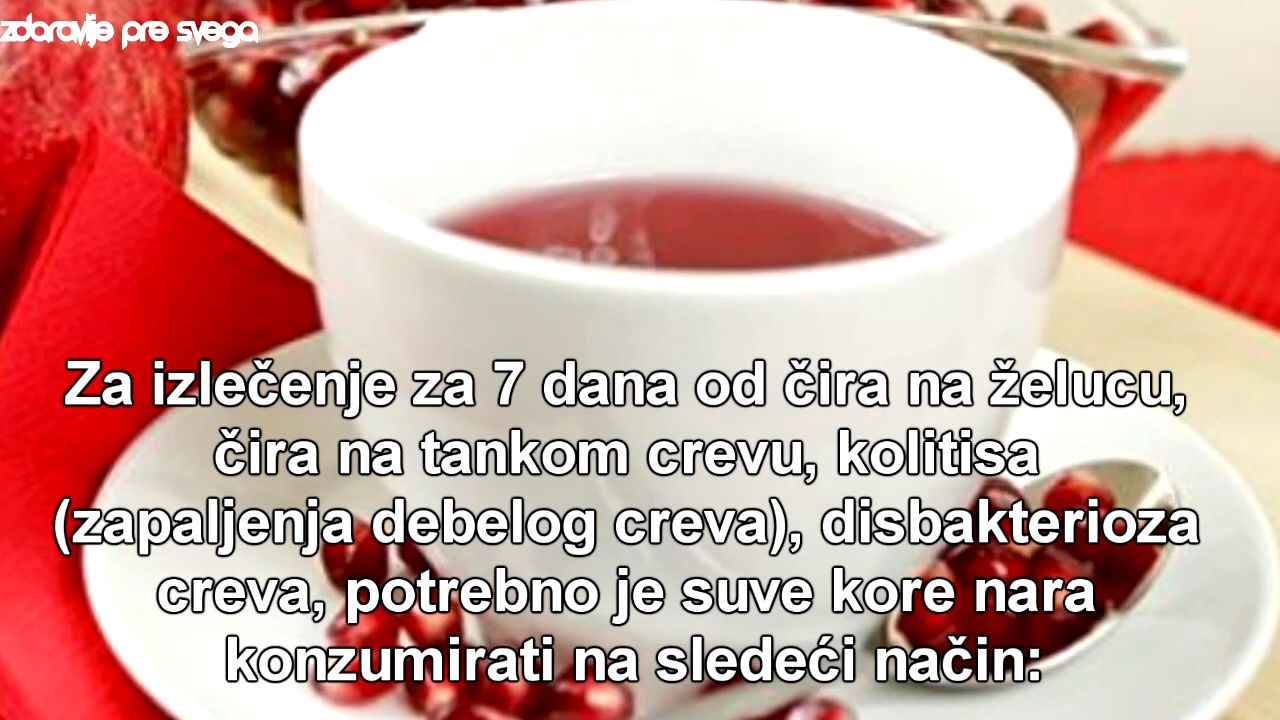 zdravlje pre svega
Za izlečenje za 7 dana od čira na želucu,
čira na tankom crevu, kolitisa
(zapaljenja debelog creva), disbakterioza
creva, potrebno je suve kore nara
konzumirati na sledeći način: